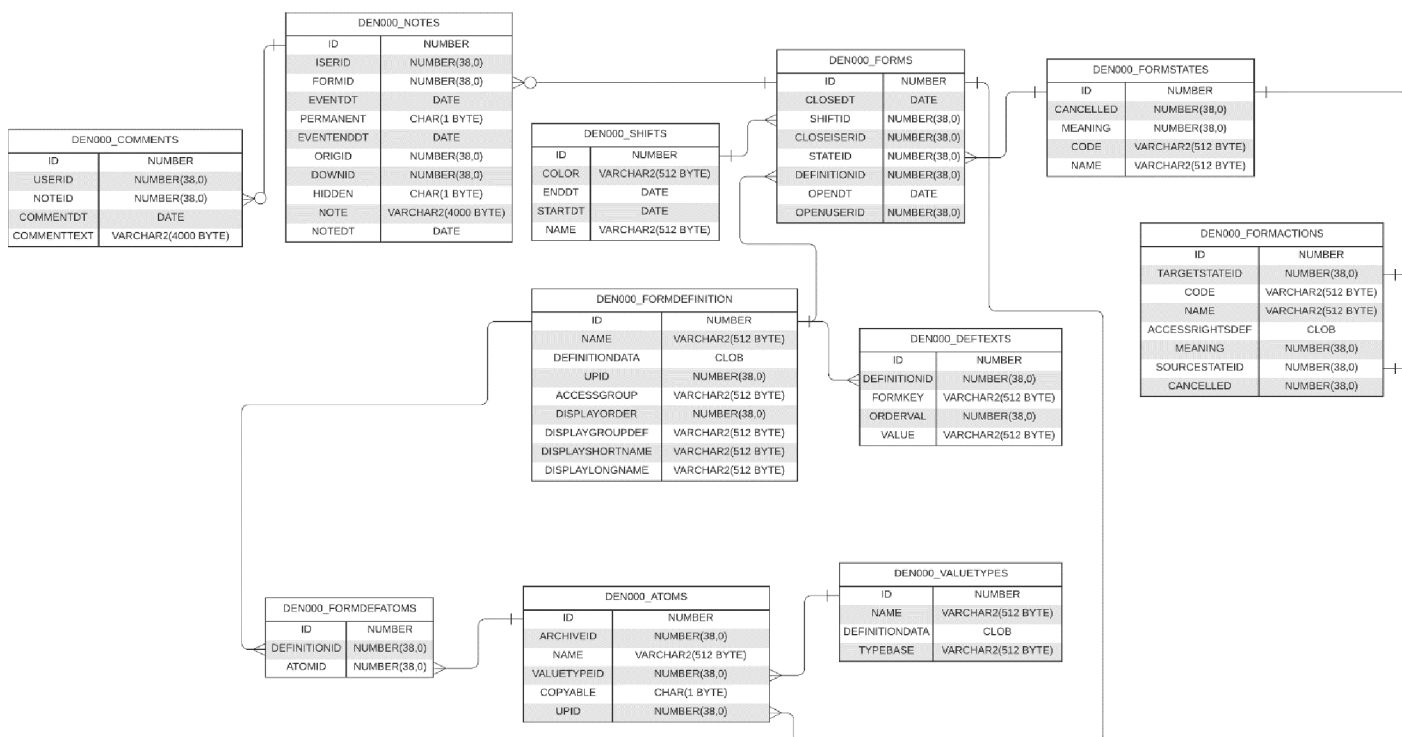 DEN000_NOTES
ID NUMBER
ISERID NUMBER(38,0)
FORMID NUMBER(38,0)
EVENTDT DATE
PERMANENT CHAR(1 BYTE)
EVENTENDDT DATE
ORIGID NUMBER(38,0)
DOWNID NUMBER(38,0)
HIDDEN CHAR(1 BYTE)
NOTE VARCHAR2(4000 BYTE)
NOTEDT DATE
DEN000_FORMS
ID NUMBER
CLOSEDT DATE
SHIFTID NUMBER(38,0)
CLOSEISERID NUMBER(38,0)
STATEID NUMBER(38,0)
DEFINITIONID NUMBER(38,0)
OPENDT DATE
OPENUSERID NUMBER(38,0)
DEN000_FORMSTATES
ID NUMBER
CANCELLED NUMBER(38,0)
MEANING NUMBER(38,0)
CODE VARCHAR2(512 BYTE)
NAME VARCHAR2(512 BYTE)
DEN000_COMMENTS
ID NUMBER
USERID NUMBER(38,0)
NOTEID NUMBER(38,0)
COMMENTDT DATE
COMMENTTEXT VARCHAR2(4000 BYTE)
DEN000_SHIFTS
ID NUMBER
COLOR VARCHAR2(512 BYTE)
ENDDT DATE
STARTDT DATE
NAME VARCHAR2(512 BYTE)
DEN000_FORMACTIONS
ID NUMBER
TARGETSTATEID NUMBER(38,0)
CODE VARCHAR2(512 BYTE)
NAME VARCHAR2(512 BYTE)
ACCESSRIGHTSDEF CLOB
MEANING NUMBER(38,0)
SOURCESTATEID NUMBER(38,0)
CANCELLED NUMBER(38,0)
DEN000_FORMDEFINITION
ID NUMBER
NAME VARCHAR2(512 BYTE)
DEFINITIONDATA CLOB
UPID NUMBER(38,0)
ACCESSGROUP VARCHAR2(512 BYTE)
DISPLAYORDER NUMBER(38,0)
DISPLAYGROUPDEF VARCHAR2(512 BYTE)
DISPLAYSHORTNAME VARCHAR2(512 BYTE)
DISPLAYLONGNAME VARCHAR2(512 BYTE)
DEN000_DEFTEXTS
ID NUMBER
DEFINITIONID NUMBER(38,0)
FORMKEY VARCHAR2(512 BYTE)
ORDERVAL NUMBER(38,0)
VALUE VARCHAR2(512 BYTE)
DEN000_FORMDEFATOMS
ID NUMBER
DEFINITIONID NUMBER(38,0)
ATOMID NUMBER(38,0)
DEN000_ATOMS
ID NUMBER
ARCHIVEID NUMBER(38,0)
NAME VARCHAR2(512 BYTE)
VALUETYPEID NUMBER(38,0)
COPYABLE CHAR(1 BYTE)
UPID NUMBER(38,0)
DEN000_VALUETYPES
ID NUMBER
NAME VARCHAR2(512 BYTE)
DEFINITIONDATA CLOB
TYPEBASE VARCHAR2(512 BYTE)